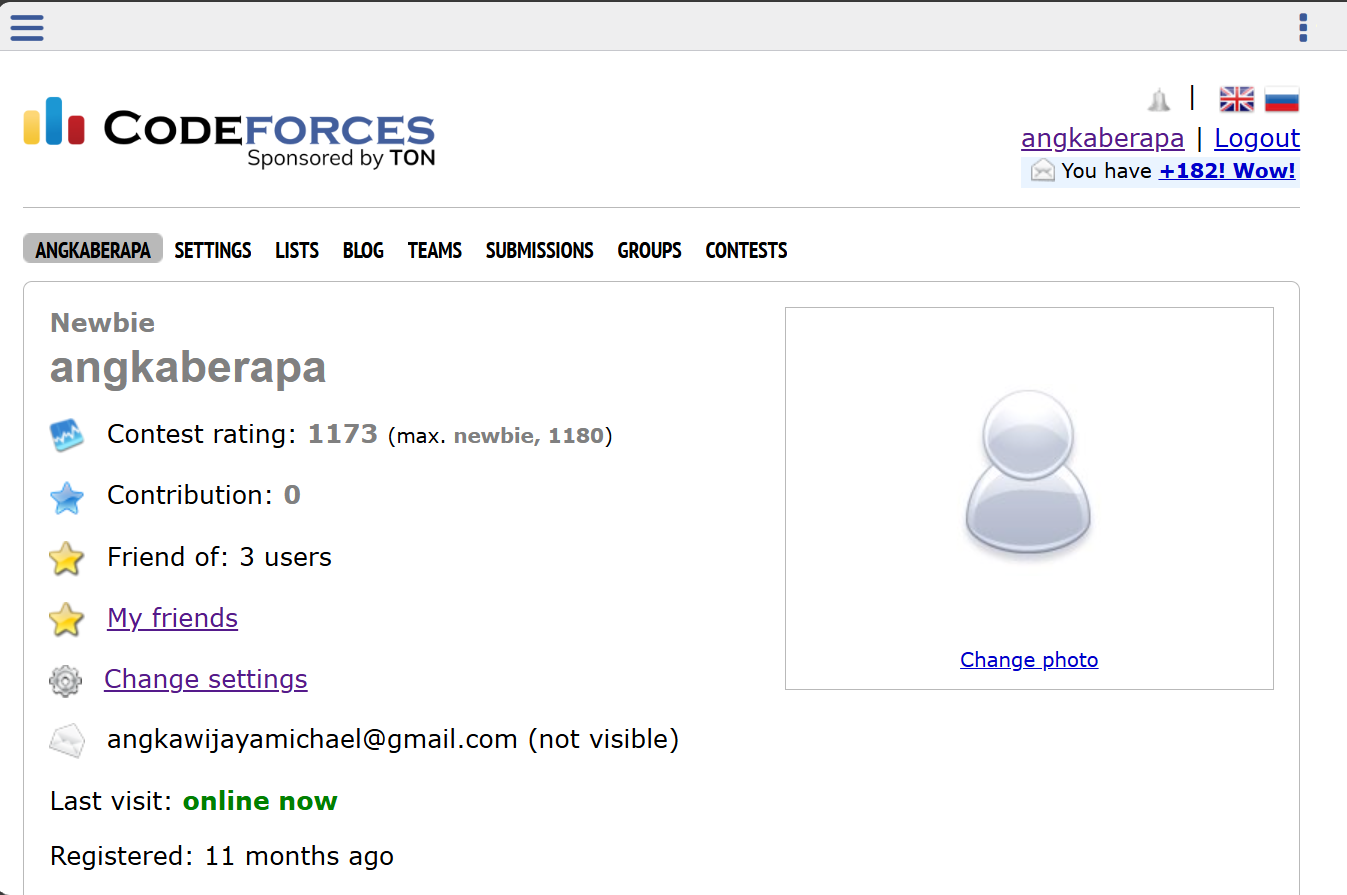 CODEFORCES
Sponsored by TON
|
angkaberapa | Logout
You have +182! Wow!
ANGKABERAPA SETTINGS LISTS BLOG TEAMS SUBMISSIONS GROUPS CONTESTS
Newbie
angkaberapa
Contest rating: 1173 (max. newbie, 1180)
Contribution: 0
Friend of: 3 users
My friends
Change settings
angkawijayamichael@gmail.com (not visible)
Last visit: online now
Registered: 11 months ago
Change photo